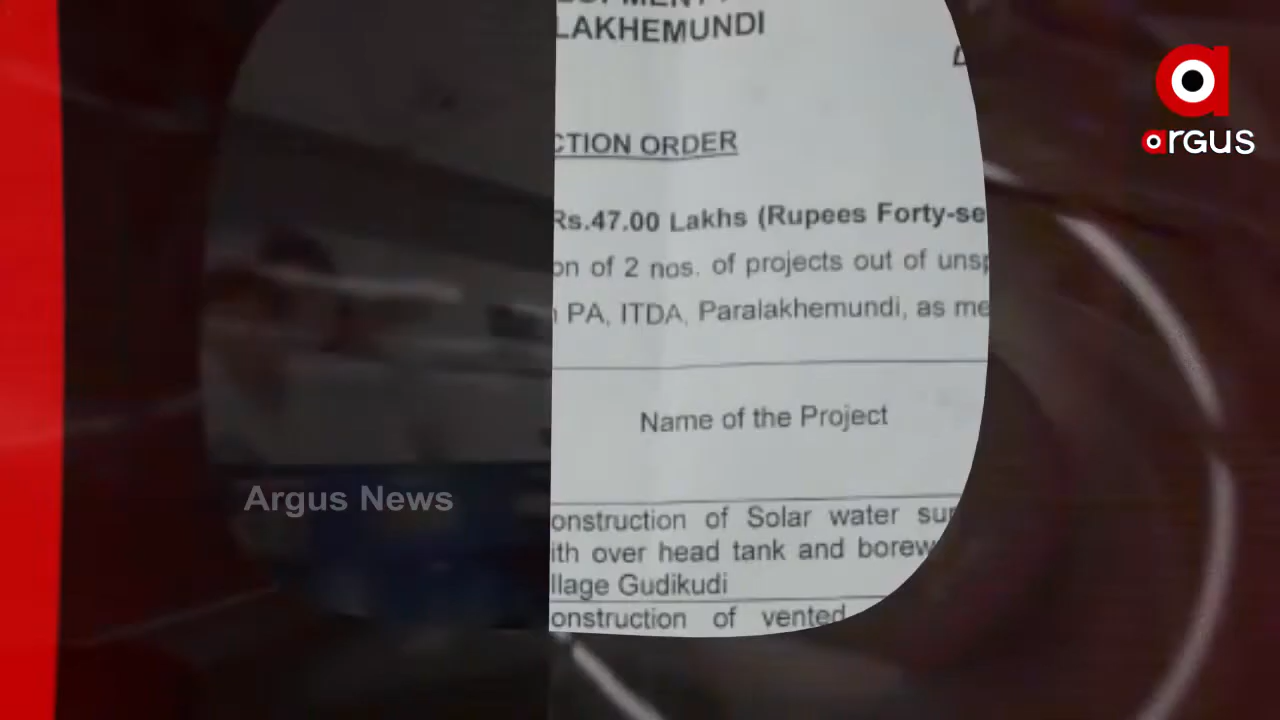 LAKHEMUNDI
CTION ORDER
Rs.47.00 Lakhs (Rupees Forty-se
on of 2 nos. of projects out of unsp
PA, ITDA, Paralakhemundi, as me
Name of the Project
onstruction of Solar water sup
ith over head tank and borew
llage Gudikudi
onstruction of vented
Argus News
argus